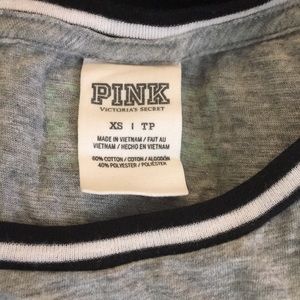 PINK
VICTORIA'S SECRET
XS | TP
MADE IN VIETNAM / FAIT AU
VIETNAM / HECHO EN VIETNAM
60% COTTON / COTON / ALGODÓN
40% POLYESTER / POLYÉSTER